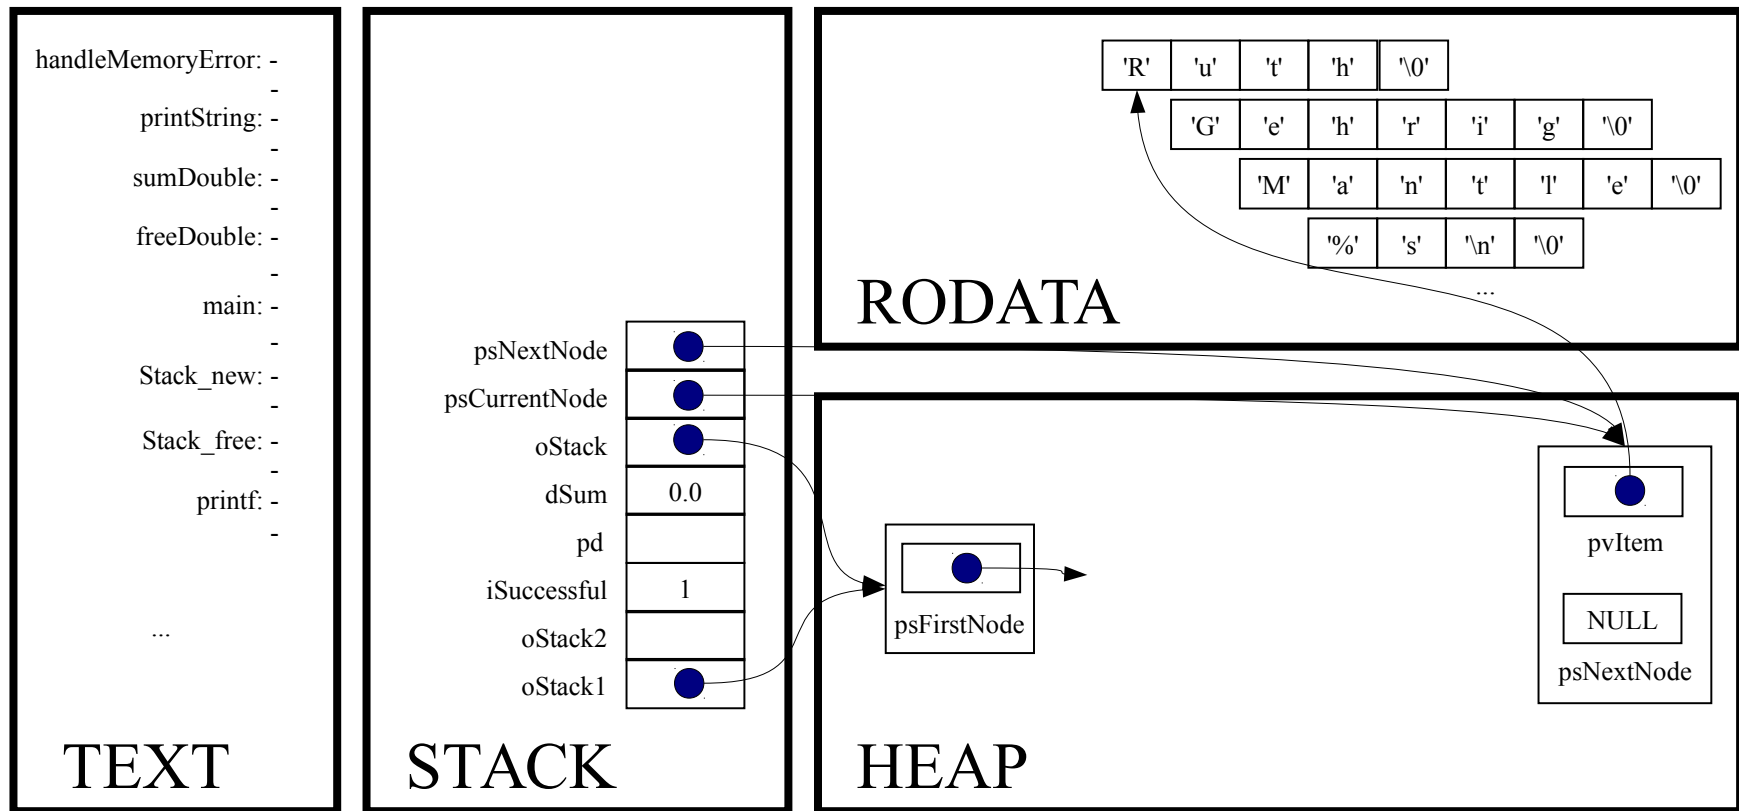 handleMemoryError: -
-
printString: -
-
sumDouble: -
-
freeDouble: -
-
main: -
-
Stack_new: -
-
Stack_free: -
-
printf: -
-
...
TEXT
psNextNode
psCurrentNode
oStack
dSum 0.0
pd
iSuccessful 1
oStack2
oStack1
STACK
'R' 'u' 't' 'h' '\0'
'G' 'e' 'h' 'r' 'i' 'g' '\0'
'M' 'a' 'n' 't' 'l' 'e' '\0'
'%' 's' '\n' '\0'
...
RODATA
psFirstNode
pvItem
NULL
psNextNode
HEAP